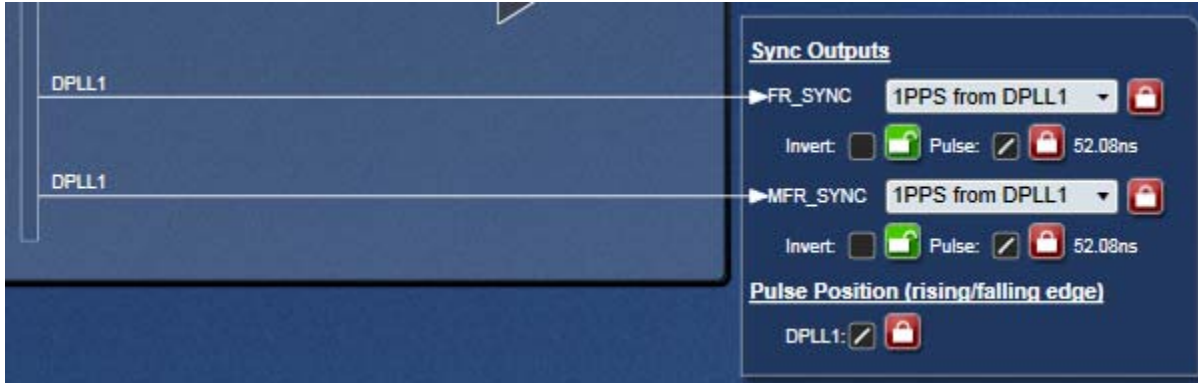 Sync Outputs
DPLL1
FR_SYNC 1PPS from DPLL1
Invert: Pulse: 52.08ns
DPLL1
MFR_SYNC 1PPS from DPLL1
Invert: Pulse: 52.08ns
Pulse Position (rising/falling edge)
DPLL1: